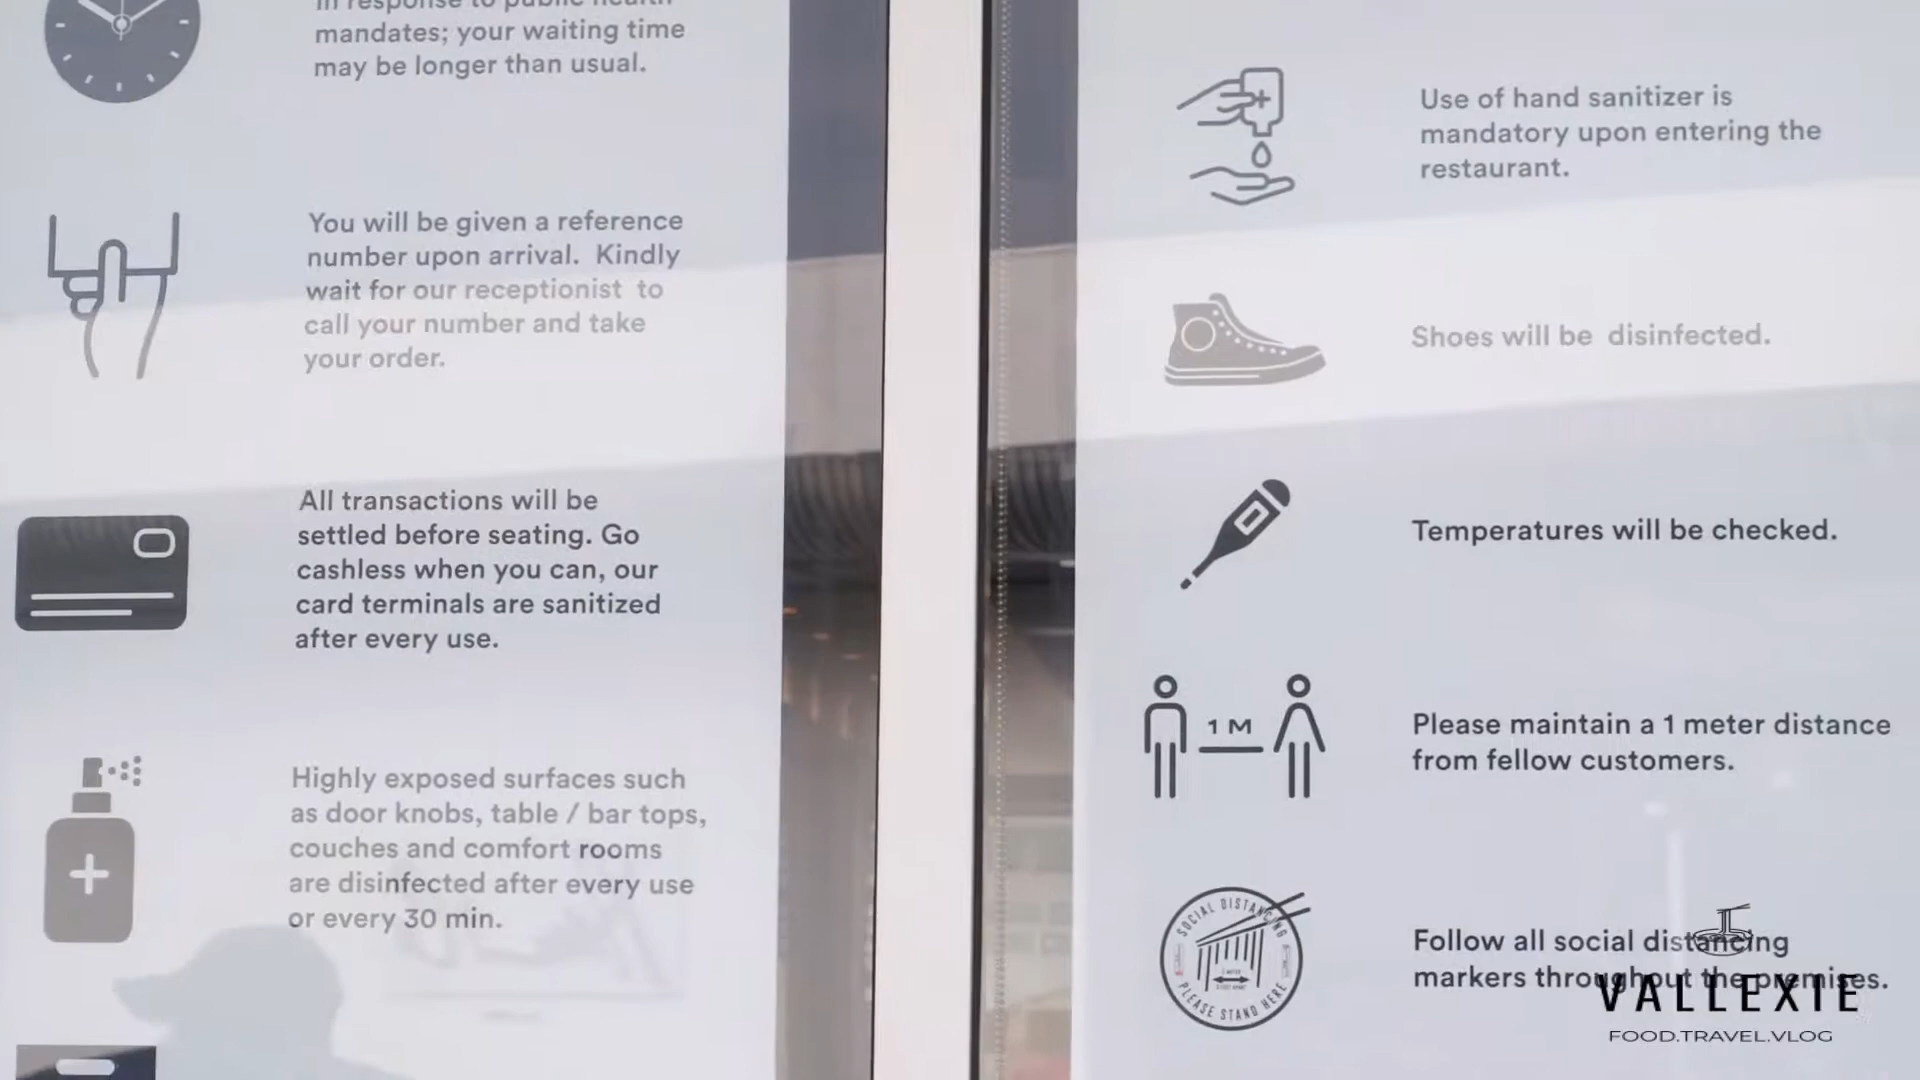 in response to public health
mandates; your waiting time
may be longer than usual.
You will be given a reference
number upon arrival. Kindly
wait for our receptionist to
call your number and take
your order.
All transactions will be
settled before seating. Go
cashless when you can, our
card terminals are sanitized
after every use.
Highly exposed surfaces such
as door knobs, table / bar tops,
couches and comfort rooms
are disinfected after every use
or every 30 min.
Use of hand sanitizer is
mandatory upon entering the
restaurant.
Shoes will be disinfected.
Temperatures will be checked.
1 M
Please maintain a 1 meter distance
from fellow customers.
SOCIAL DISTANCING
PLEASE STAND HERE
Follow all social distancing
markers throughout the premises.
VALLEXIE
FOOD.TRAVEL.VLOG